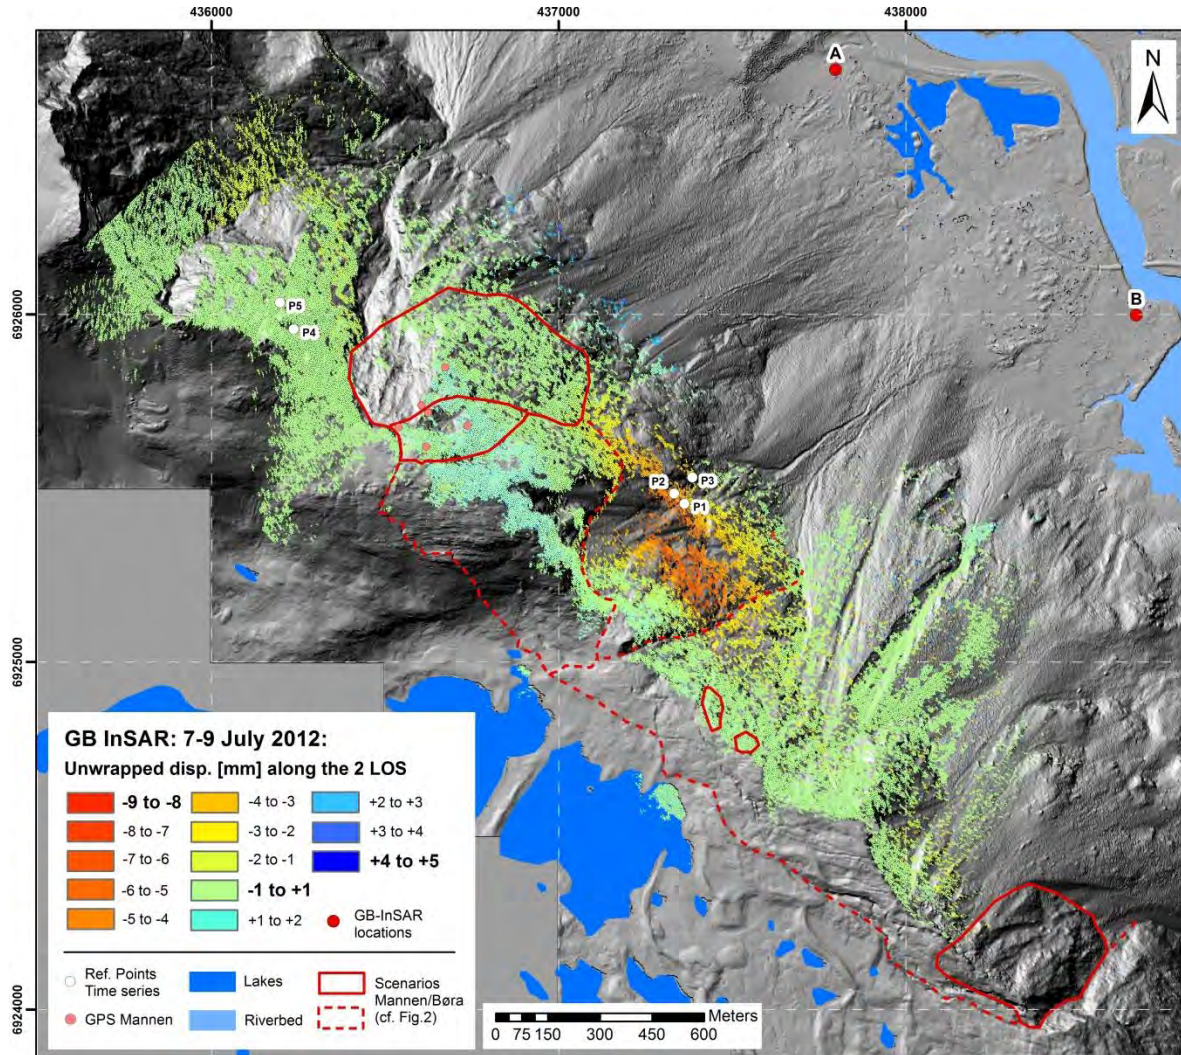 436000 437000 438000
A
N
6926000
B
P5
P4
P2
P3
P1
6925000
GB InSAR: 7-9 July 2012:
Unwrapped disp. [mm] along the 2 LOS
-9 to -8 -4 to -3 +2 to +3
-8 to -7 -3 to -2 +3 to +4
-7 to -6 -2 to -1 +4 to +5
-6 to -5 -1 to +1 GB-InSAR
-5 to -4 +1 to +2 locations
Ref. Points
Time series
Lakes
Scenarios
Mannen/Børa
(cf. Fig.2)
GPS Mannen
Riverbed
Meters
0 75 150 300 450 600
6924000